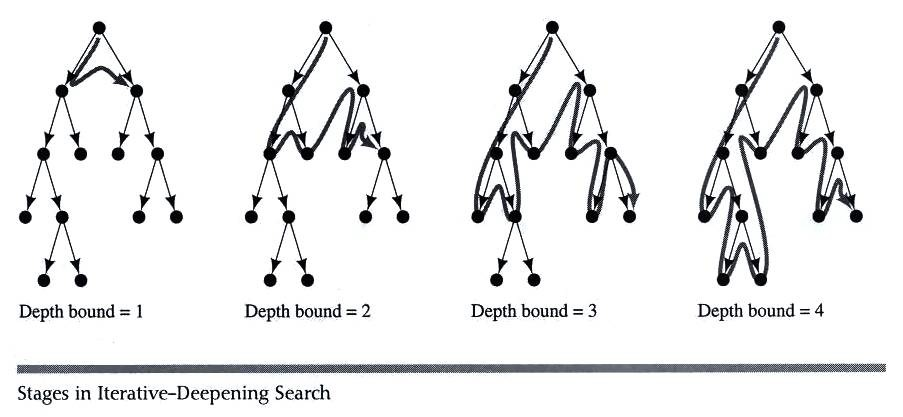 Depth bound = 1
Depth bound = 2
Depth bound = 3
Depth bound = 4
Stages in Iterative-Deepening Search